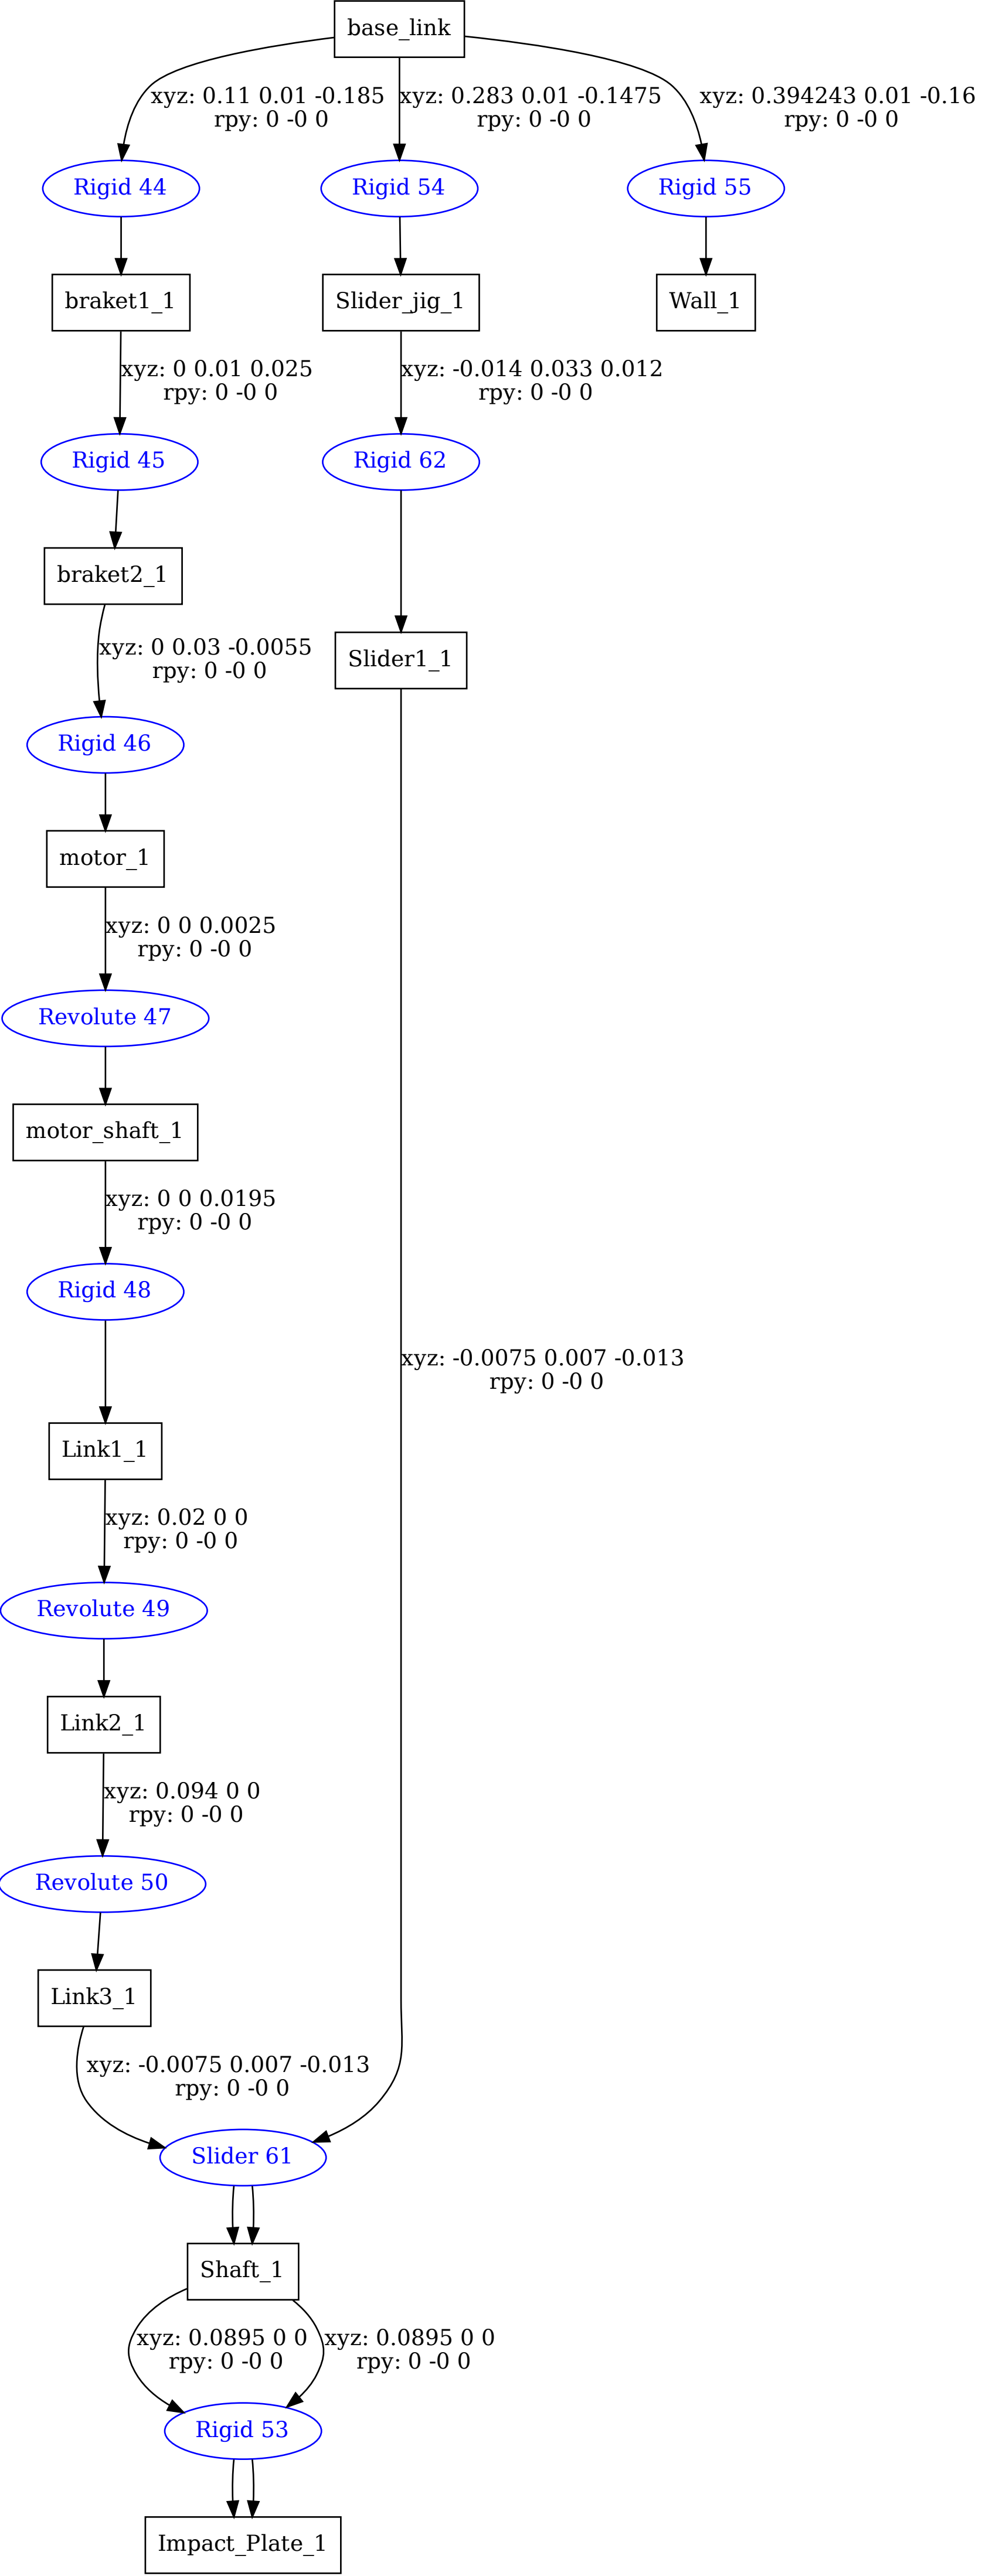 base_link
xyz: 0.11 0.01 -0.185
rpy: 0 -0 0
xyz: 0.283 0.01 -0.1475
rpy: 0 -0 0
xyz: 0.394243 0.01 -0.16
rpy: 0 -0 0
Rigid 44
Rigid 54
Rigid 55
braket1_1
Slider_jig_1
Wall_1
xyz: 0 0.01 0.025
rpy: 0 -0 0
xyz: -0.014 0.033 0.012
rpy: 0 -0 0
Rigid 45
Rigid 62
braket2_1
xyz: 0 0.03 -0.0055
rpy: 0 -0 0
Slider1_1
Rigid 46
motor_1
xyz: 0 0 0.0025
rpy: 0 -0 0
Revolute 47
motor_shaft_1
xyz: 0 0 0.0195
rpy: 0 -0 0
Rigid 48
xyz: -0.0075 0.007 -0.013
rpy: 0 -0 0
Link1_1
xyz: 0.02 0 0
rpy: 0 -0 0
Revolute 49
Link2_1
xyz: 0.094 0 0
rpy: 0 -0 0
Revolute 50
Link3_1
xyz: -0.0075 0.007 -0.013
rpy: 0 -0 0
Slider 61
Shaft_1
xyz: 0.0895 0 0
rpy: 0 -0 0
xyz: 0.0895 0 0
rpy: 0 -0 0
Rigid 53
Impact_Plate_1